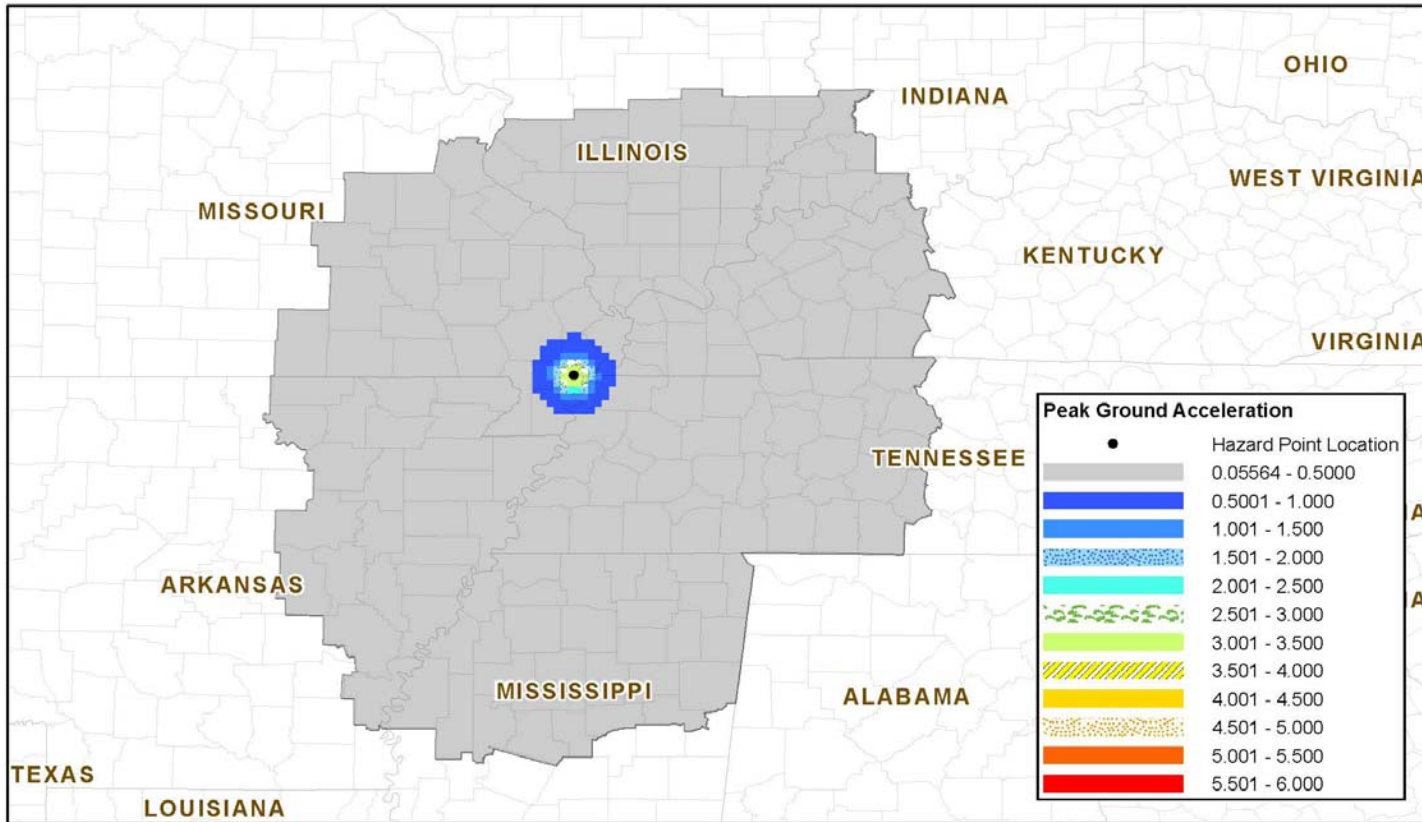 OHIO
INDIANA
ILLINOIS
WEST VIRGINIA
MISSOURI
KENTUCKY
VIRGINIA
TENNESSEE
ARKANSAS
MISSISSIPPI
ALABAMA
TEXAS
LOUISIANA
A
A
Peak Ground Acceleration
Hazard Point Location
0.05564 - 0.5000
0.5001 - 1.000
1.001 - 1.500
1.501 - 2.000
2.001 - 2.500
2.501 - 3.000
3.001 - 3.500
3.501 - 4.000
4.001 - 4.500
4.501 - 5.000
5.001 - 5.500
5.501 - 6.000